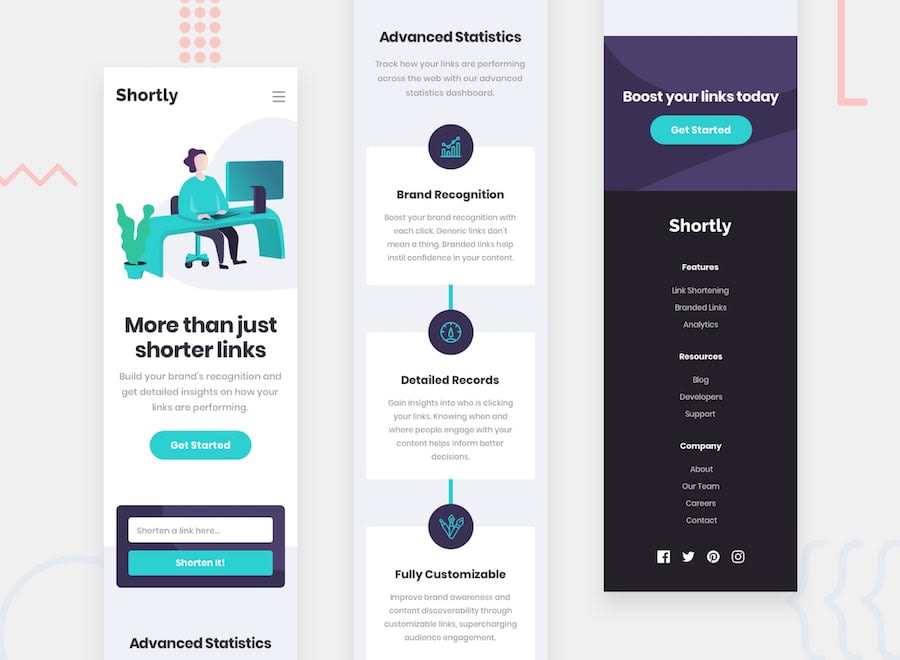 Shortly
More than just
shorter links
Build your brand's recognition and
get detailed insights on how your
links are performing.
Get Started
Shorten a link here...
Shorten It!
Advanced Statistics
Advanced Statistics
Track how your links are performing
across the web with our advanced
statistics dashboard.
Brand Recognition
Boost your brand recognition with
each click. Generic links don't
mean a thing. Branded links help
instil confidence in your content.
Detailed Records
Gain insights into who is clicking
your links. Knowing when and
where people engage with your
content helps inform better
decisions.
Fully Customizable
Improve brand awareness and
content discoverability through
customizable links, supercharging
audience engagement.
Boost your links today
Get Started
Shortly
Features
Link Shortening
Branded Links
Analytics
Resources
Blog
Developers
Support
Company
About
Our Team
Careers
Contact